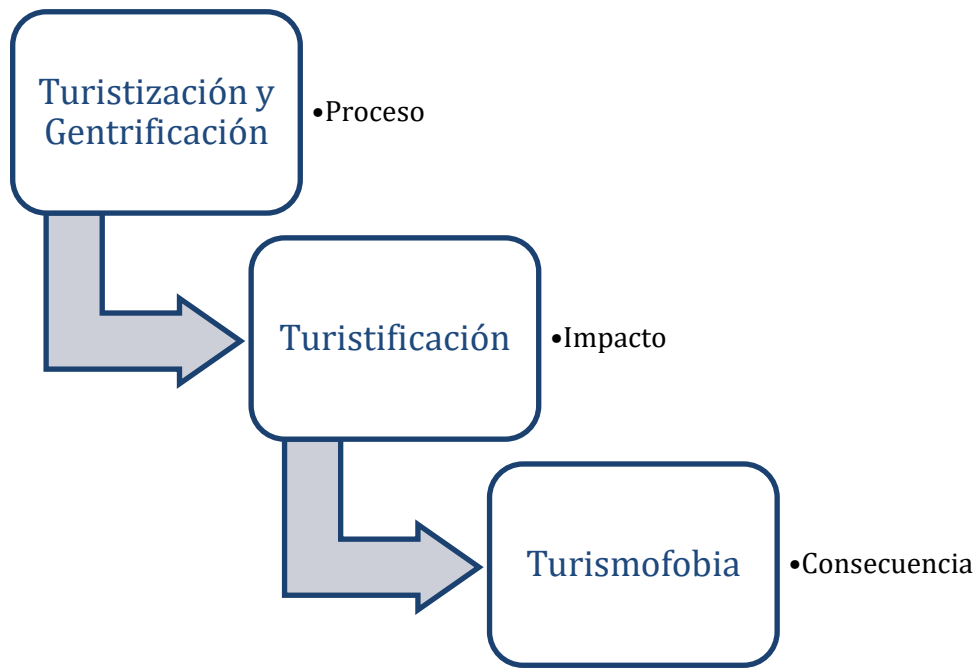 Turistización y
Gentrificación
•Proceso
Turistificación
•Impacto
Turismofobia
•Consecuencia